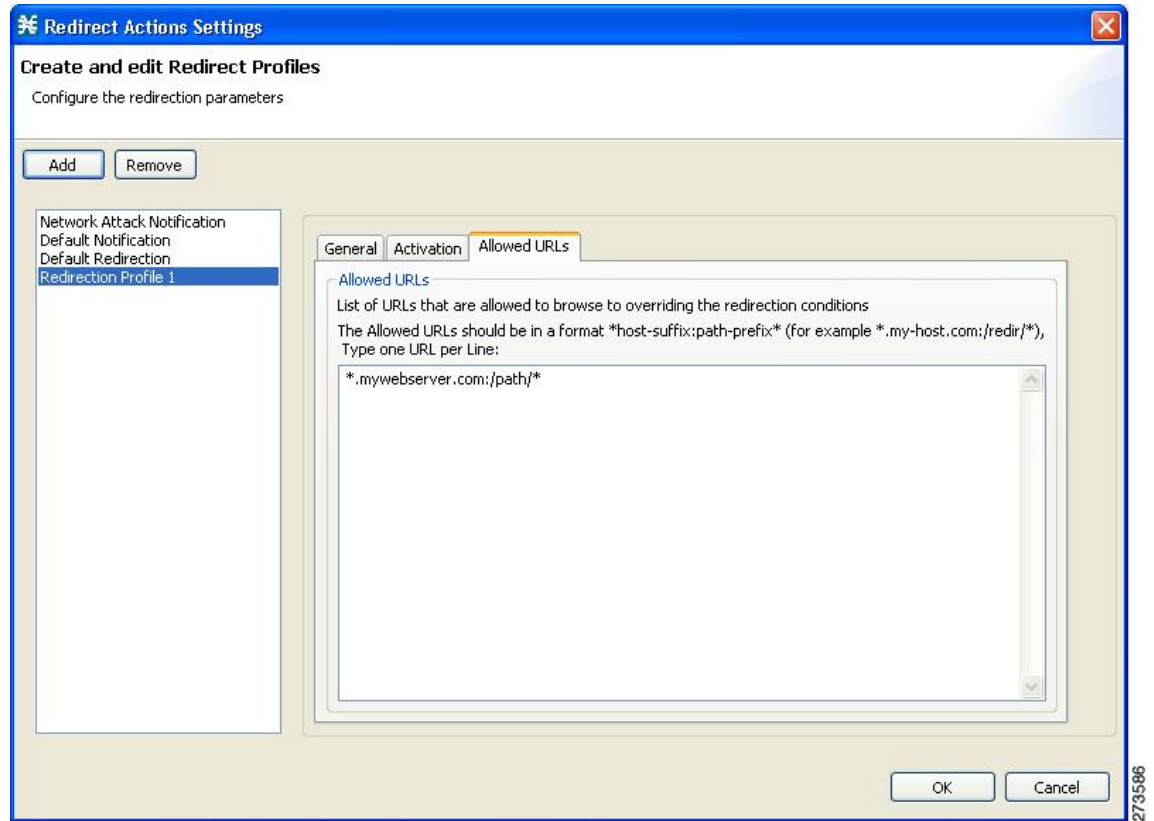 Redirect Actions Settings
Create and edit Redirect Profiles
Configure the redirection parameters
Add
Remove
Network Attack Notification
Default Notification
Default Redirection
Redirection Profile 1
General
Activation
Allowed URLs
Allowed URLs
List of URLs that are allowed to browse to overriding the redirection conditions
The Allowed URLs should be in a format *host-suffix:path-prefix* (for example *.my-host.com:/redir/*),
Type one URL per Line:
*.mywebserver.com:/path/*
OK
Cancel
273586